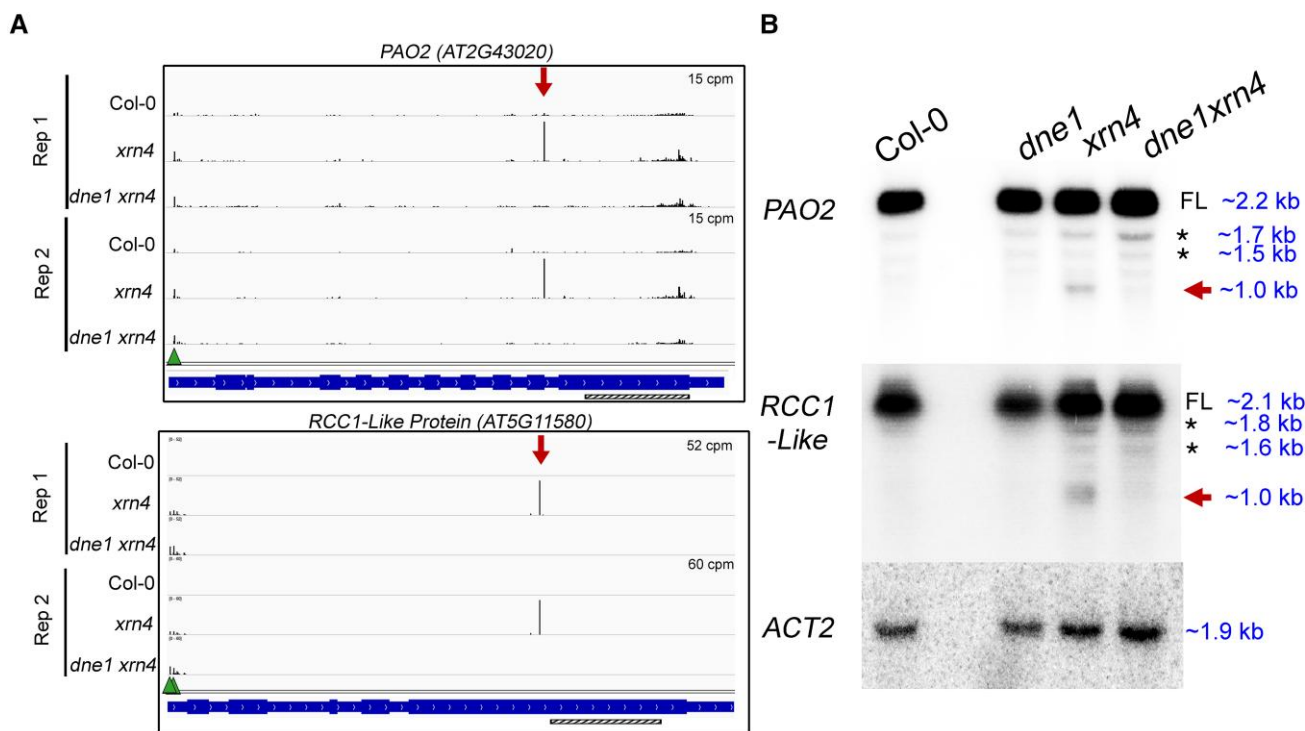 A
PAO2 (AT2G43020)
15 cpm
Rep 1
Col-0
xrn4
dne1 xrn4
15 cpm
Rep 2
Col-0
xrn4
dne1 xrn4
RCC1-Like Protein (AT5G11580)
52 cpm
Rep 1
Col-0
xrn4
dne1 xrn4
60 cpm
Rep 2
Col-0
xrn4
dne1 xrn4
B
Col-0 dne1 xrn4 dne1xrn4
PAO2
FL ~2.2 kb
* ~1.7 kb
* ~1.5 kb
~1.0 kb
RCC1
-Like
FL ~2.1 kb
* ~1.8 kb
* ~1.6 kb
~1.0 kb
ACT2
~1.9 kb